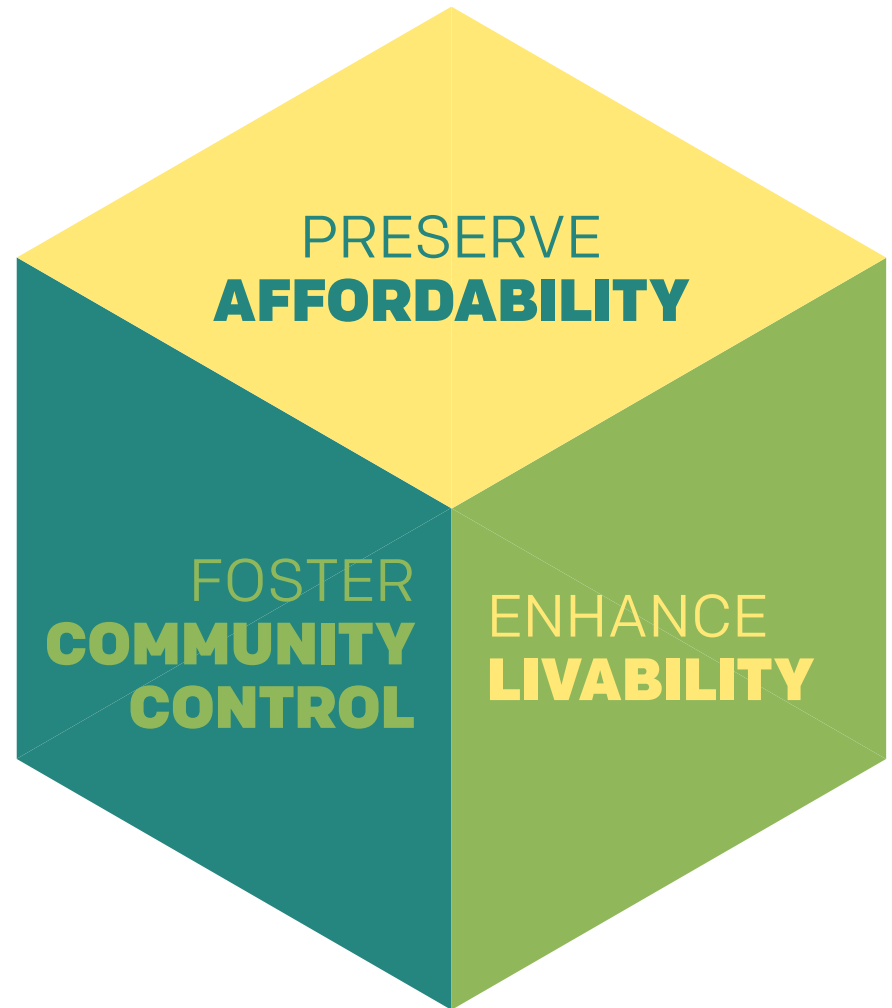 PRESERVE
AFFORDABILITY
FOSTER
COMMUNITY
CONTROL
ENHANCE
LIVABILITY